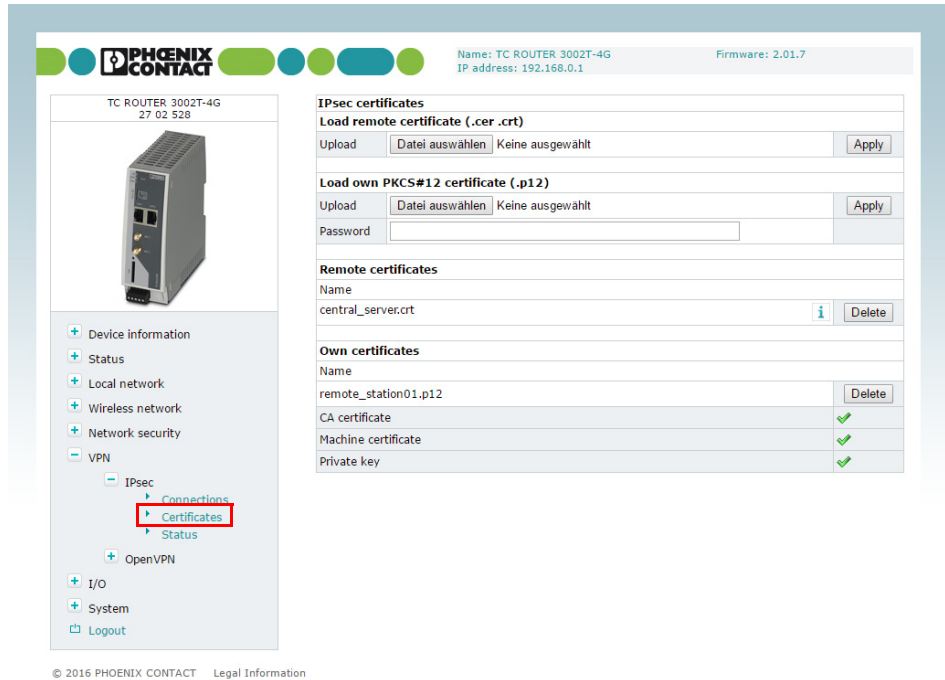 PHŒNIX
CONTACT
Name: TC ROUTER 3002T-4G Firmware: 2.01.7
IP address: 192.168.0.1
TC ROUTER 3002T-4G
27 02 528
Device information
Status
Local network
Wireless network
Network security
VPN
IPsec
Connections
Certificates
Status
OpenVPN
I/O
System
Logout
IPsec certificates
Load remote certificate (.cer .crt)
Upload Datei auswählen Keine ausgewählt Apply
Load own PKCS#12 certificate (.p12)
Upload Datei auswählen Keine ausgewählt Apply
Password
Remote certificates
Name
central_server.crt i Delete
Own certificates
Name
remote_station01.p12 Delete
CA certificate
Machine certificate
Private key
© 2016 PHOENIX CONTACT Legal Information